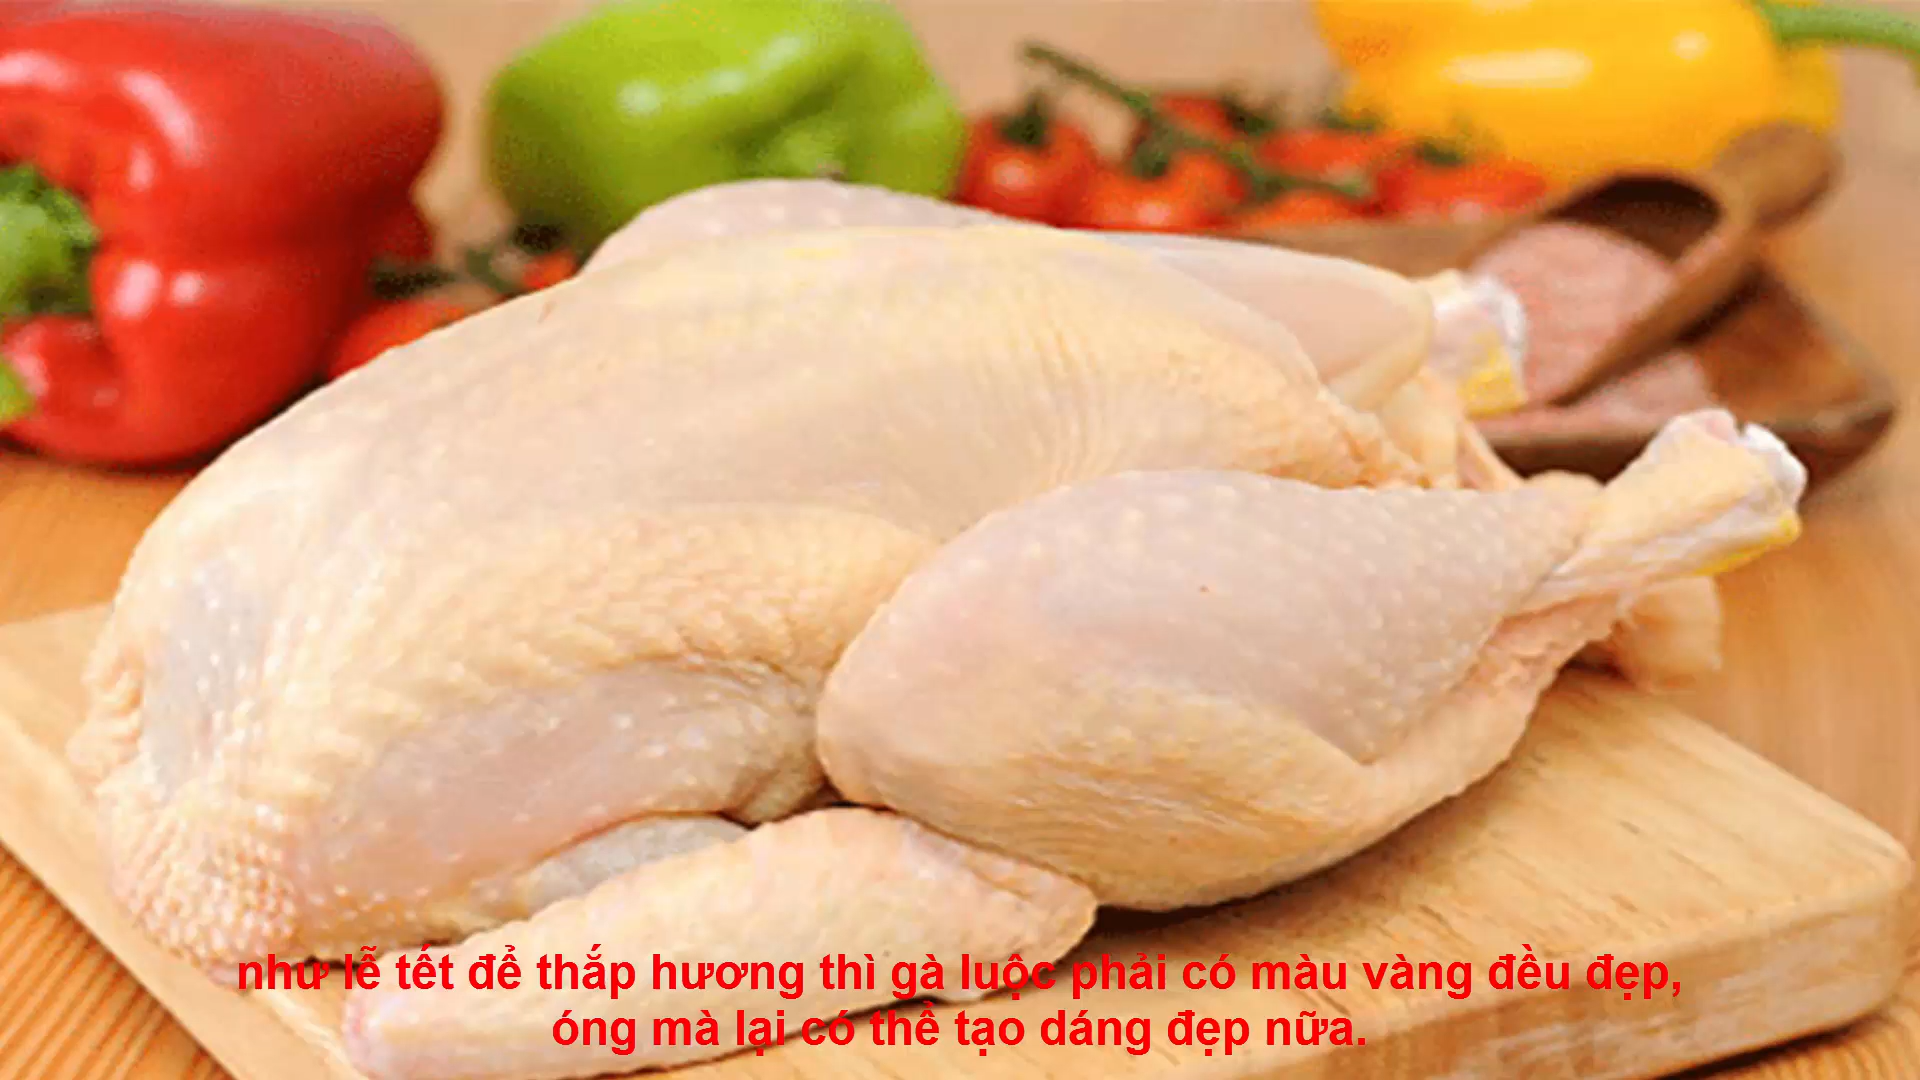 như lễ tết để thắp hương thì gà luộc phải có màu vàng đều đẹp,
óng mà lại có thể tạo dáng đẹp nữa.